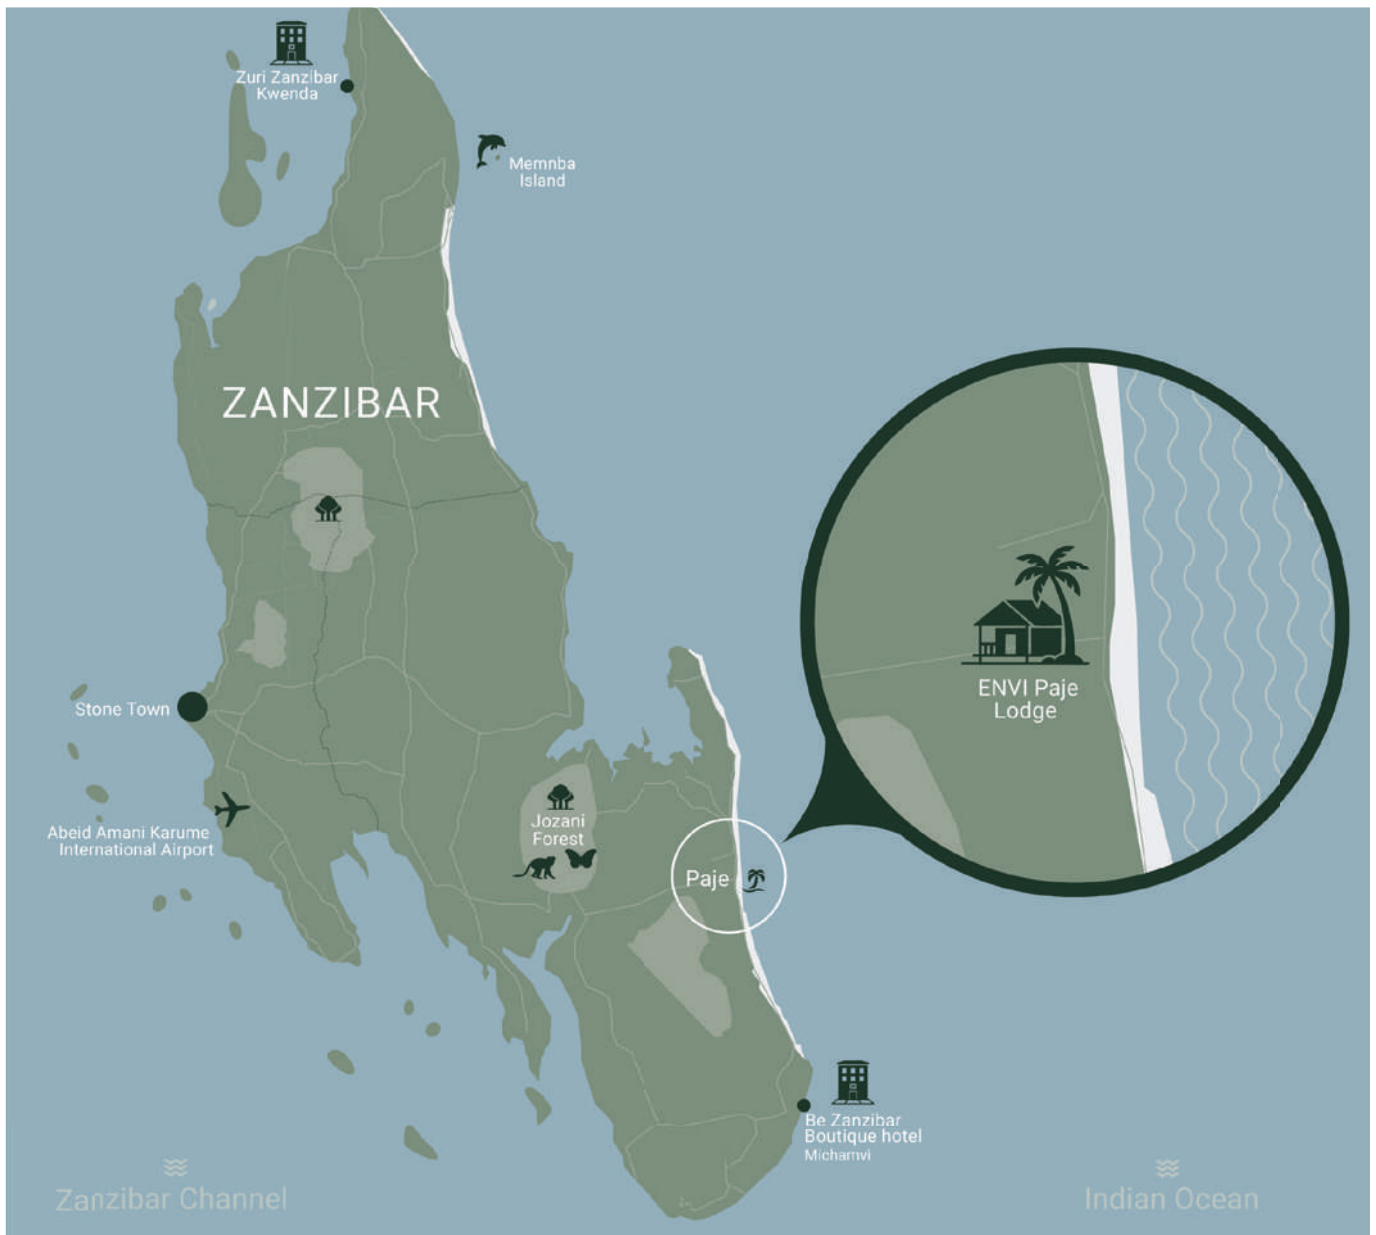 Zuri Zanzibar
Kwenda
Memnba
Island
ZANZIBAR
ENVI Paje
Lodge
Stone Town
Jozani
Forest
Abeid Amani Karume
International Airport
Paje
Be Zanzibar
Boutique hotel
Michamvi
Zanzibar Channel
Indian Ocean